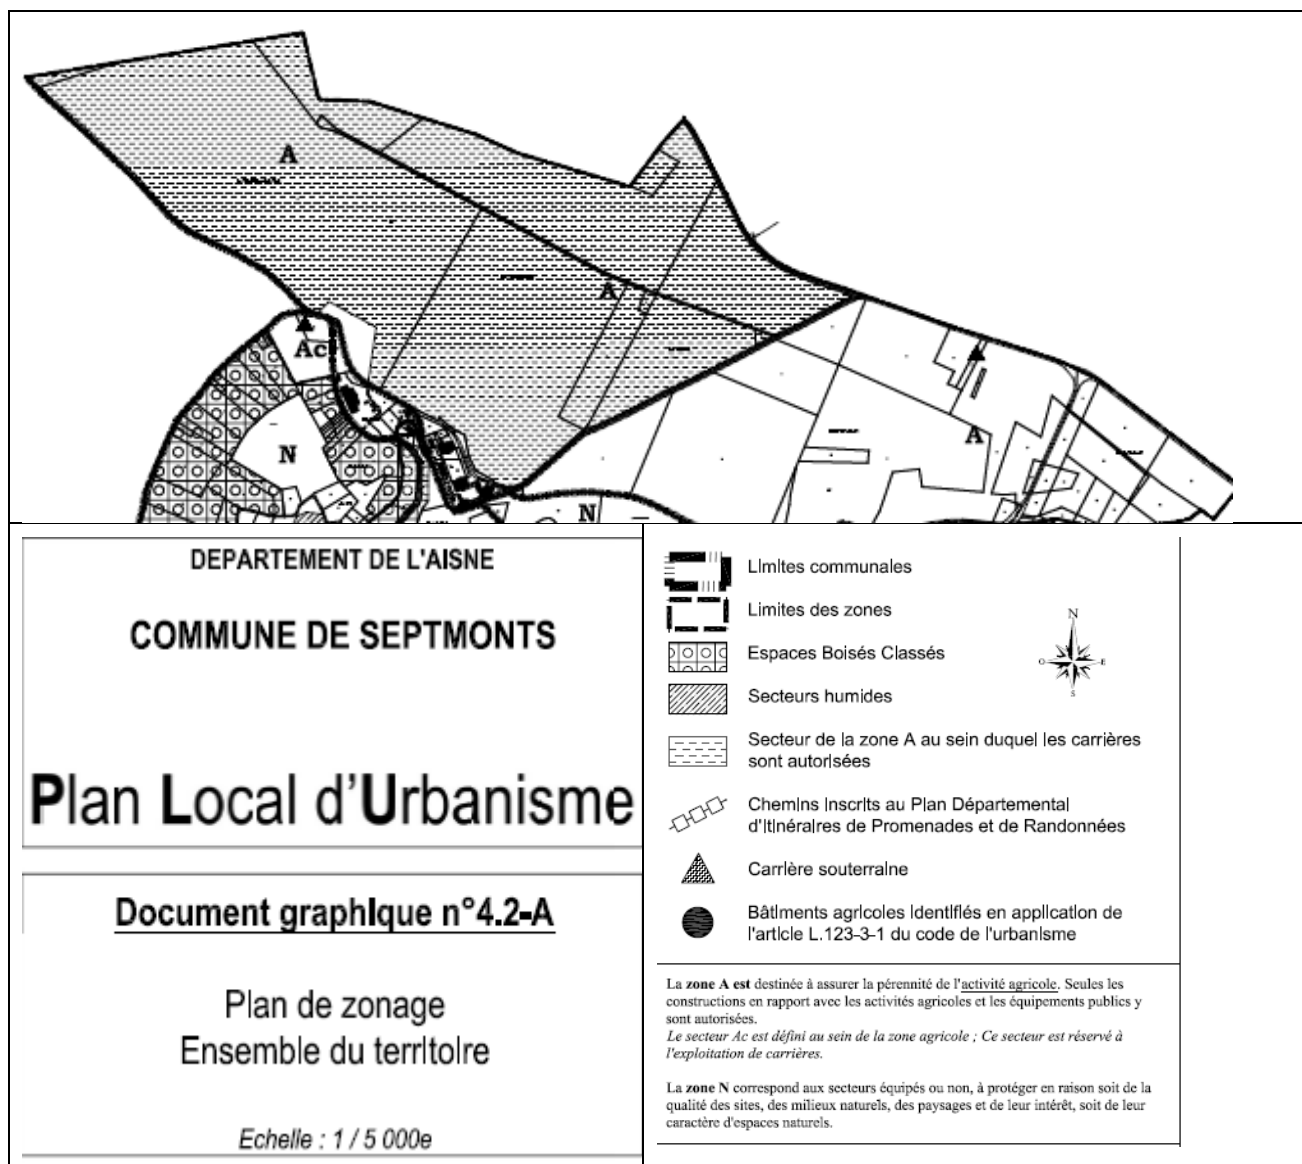 A
A
Ac
N
A
N
DEPARTEMENT DE L'AISNE
COMMUNE DE SEPTMONTS
Plan Local d'Urbanisme
Document graphique n°4.2-A
Plan de zonage
Ensemble du territoire
Echelle : 1 / 5 000e
Limites communales
Limites des zones
Espaces Boisés Classés
Secteurs humides
Secteur de la zone A au sein duquel les carrières
sont autorisées
Chemins inscrits au Plan Départemental
d'Itinéraires de Promenades et de Randonnées
Carrière souterraine
Bâtiments agricoles identifiés en application de
l'article L.123-3-1 du code de l'urbanisme
N
O
E
S
La zone A est destinée à assurer la pérennité de l'activité agricole. Seules les
constructions en rapport avec les activités agricoles et les équipements publics y
sont autorisées.
Le secteur Ac est défini au sein de la zone agricole ; Ce secteur est réservé à
l'exploitation de carrières.
La zone N correspond aux secteurs équipés ou non, à protéger en raison soit de la
qualité des sites, des milieux naturels, des paysages et de leur intérêt, soit de leur
caractère d'espaces naturels.